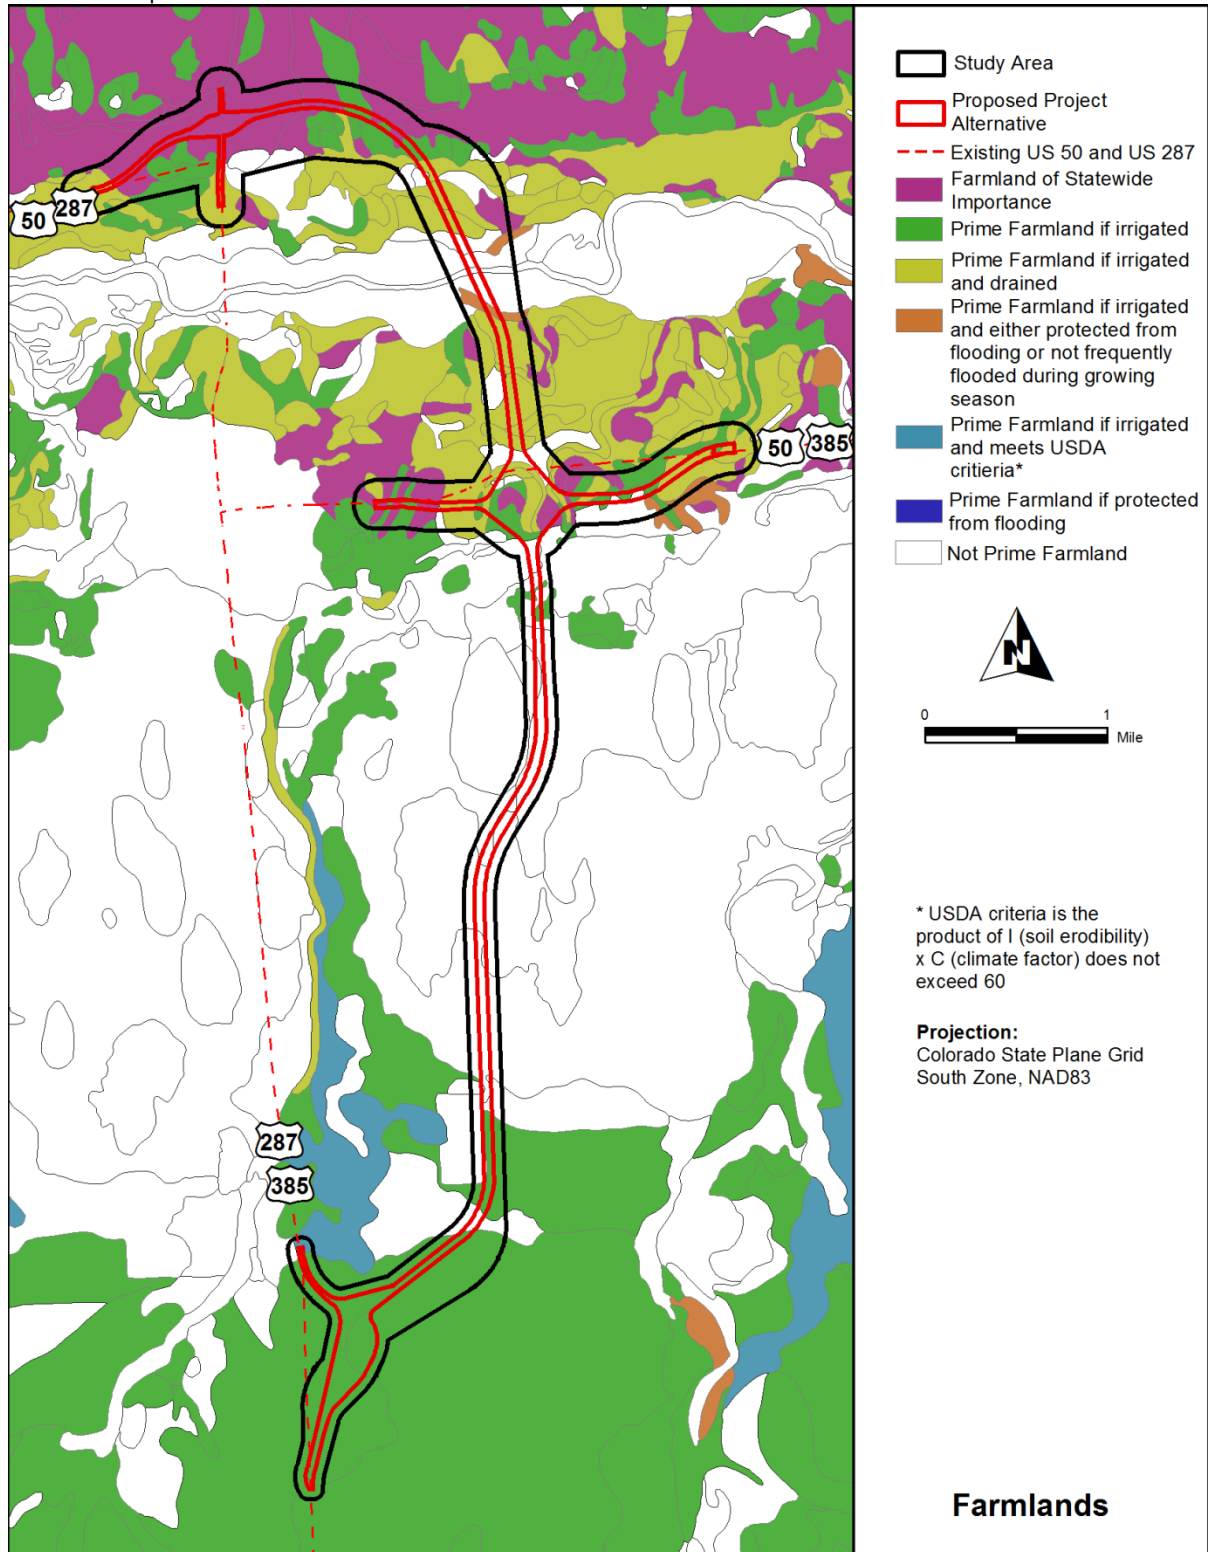 Study Area
Proposed Project
Alternative
Existing US 50 and US 287
Farmland of Statewide
Importance
Prime Farmland if irrigated
Prime Farmland if irrigated
and drained
Prime Farmland if irrigated
and either protected from
flooding or not frequently
flooded during growing
season
Prime Farmland if irrigated
and meets USDA
critieria*
Prime Farmland if protected
from flooding
Not Prime Farmland
N
0 1
Mile
* USDA criteria is the
product of I (soil erodibility)
x C (climate factor) does not
exceed 60
Projection:
Colorado State Plane Grid
South Zone, NAD83
Farmlands
50 287
50 385
287
385